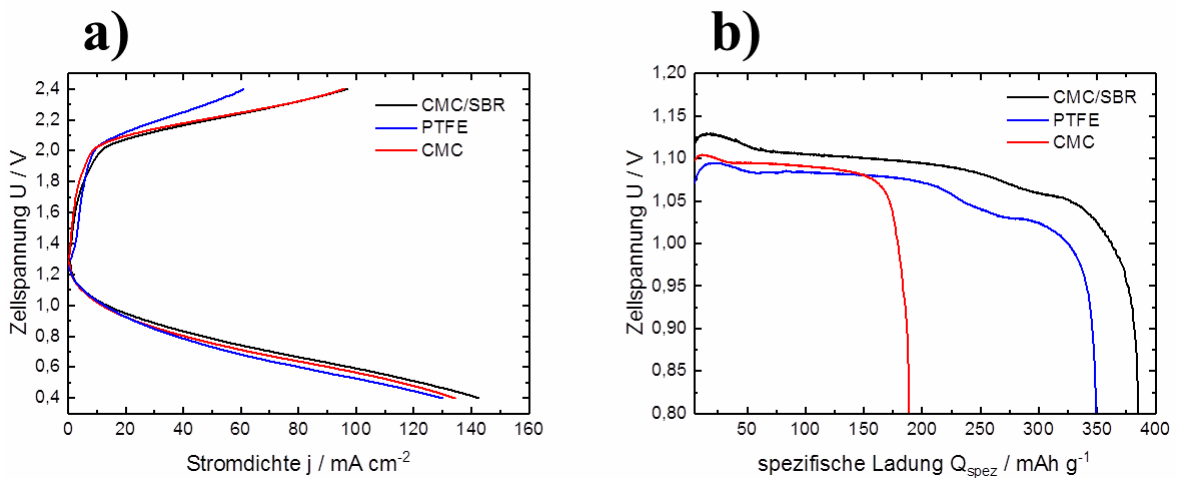 a)
2,4
2,2
2,0
1,8
1,6
1,4
1,2
1,0
0,8
0,6
0,4
Zellspannung U / V
0 20 40 60 80 100 120 140 160
Stromdichte j / mA cm⁻²
CMC/SBR
PTFE
CMC
b)
1,20
1,15
1,10
1,05
1,00
0,95
0,90
0,85
0,80
Zellspannung U / V
50 100 150 200 250 300 350 400
spezifische Ladung Qspez / mAh g⁻¹
CMC/SBR
PTFE
CMC